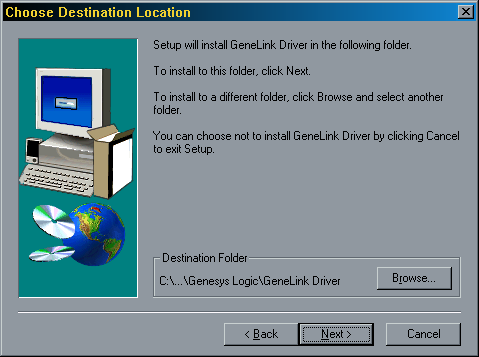 Choose Destination Location
Setup will install GeneLink Driver in the following folder.
To install to this folder, click Next.
To install to a different folder, click Browse and select another
folder.
You can choose not to install GeneLink Driver by clicking Cancel
to exit Setup.
Destination Folder
C:\...\Genesys Logic\GeneLink Driver
Browse...
< Back
Next >
Cancel